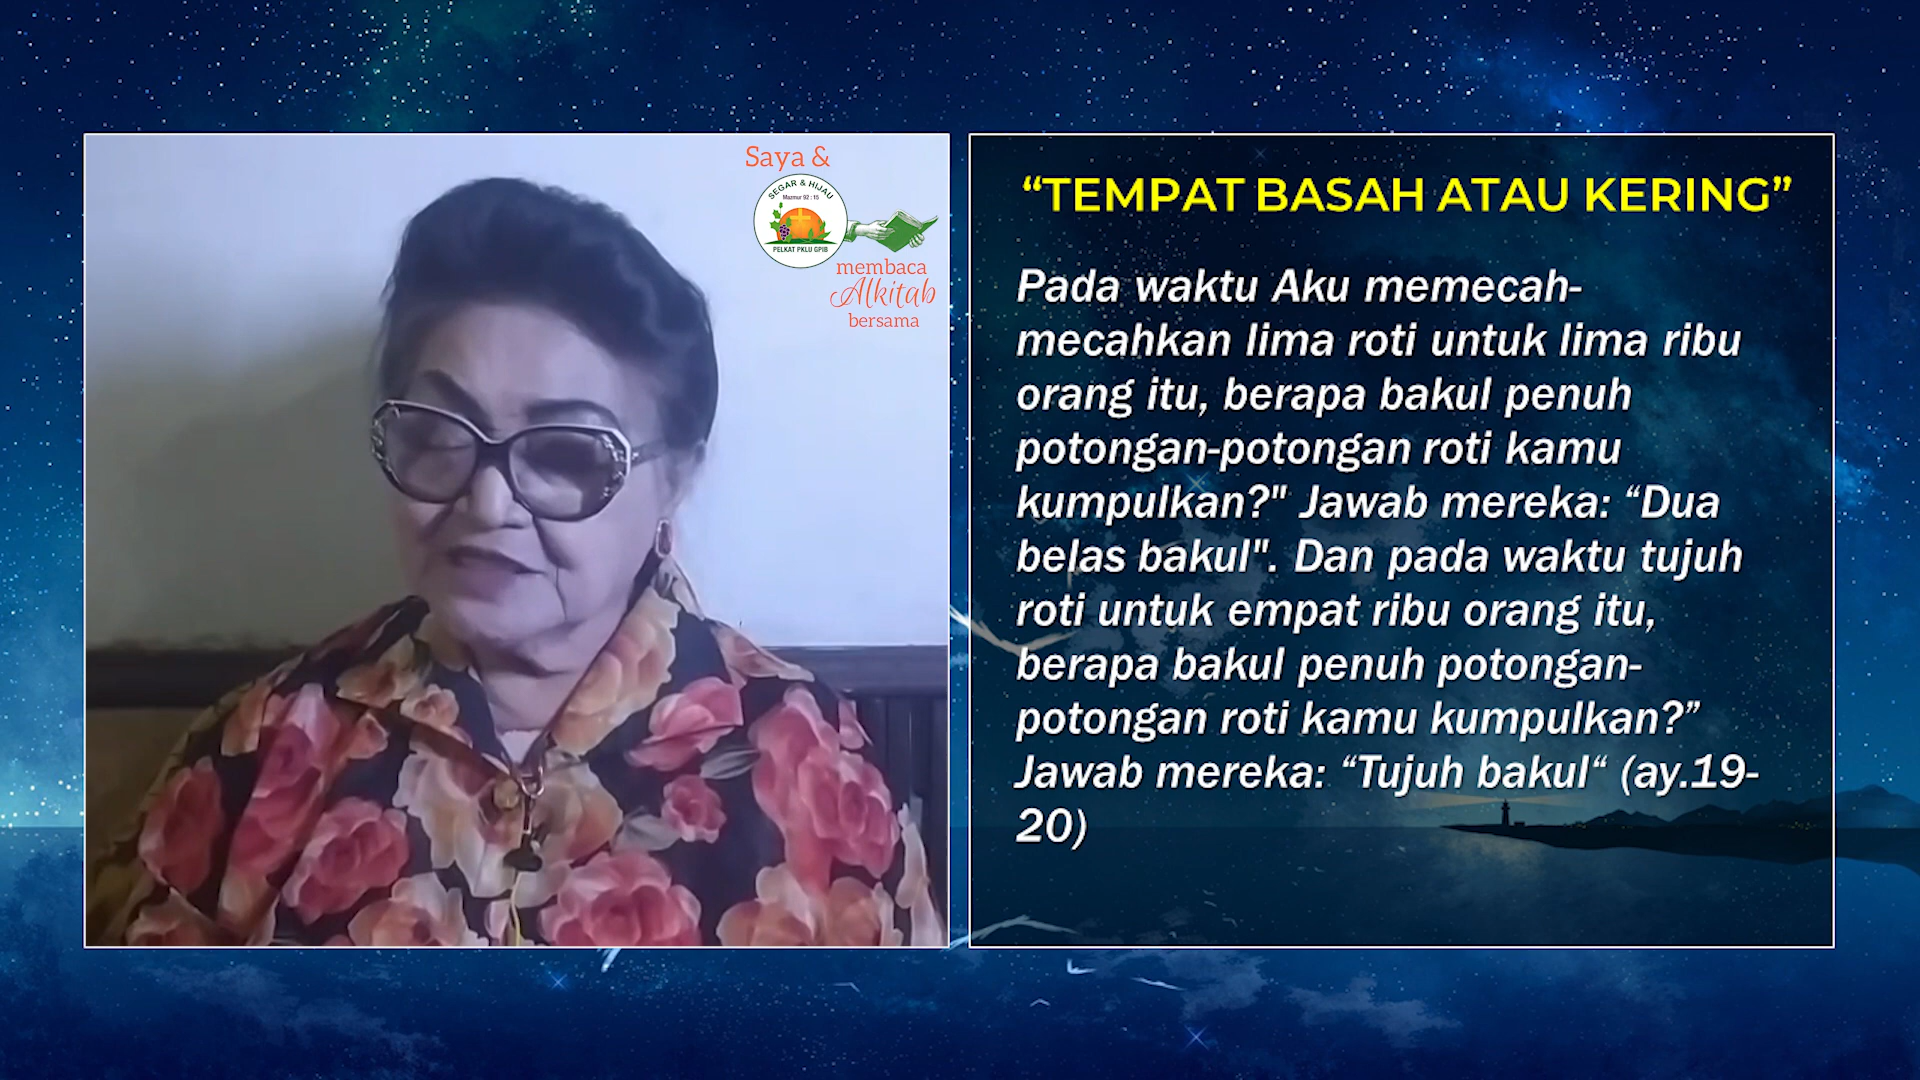 Saya &
SEGAR & HIJAU
Mazmur 92 : 15
PELKAT PKLU GPIB
membaca
Alkitab
bersama
“TEMPAT BASAH ATAU KERING”
Pada waktu Aku memecah-
mecahkan lima roti untuk lima ribu
orang itu, berapa bakul penuh
potongan-potongan roti kamu
kumpulkan?" Jawab mereka: “Dua
belas bakul". Dan pada waktu tujuh
roti untuk empat ribu orang itu,
berapa bakul penuh potongan-
potongan roti kamu kumpulkan?”
Jawab mereka: “Tujuh bakul“ (ay.19-
20)